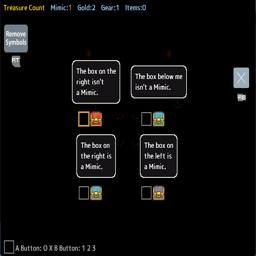 Treasure Count Mimic:1 Gold:2 Gear:1 Items:0
Remove
Symbols
RT
The box on the
right isn't
a Mimic.
The box below me
isn't a Mimic.
X
The box on
the right is
a Mimic.
The box on
the left is
a Mimic.
A Button: O X B Button: 1 2 3